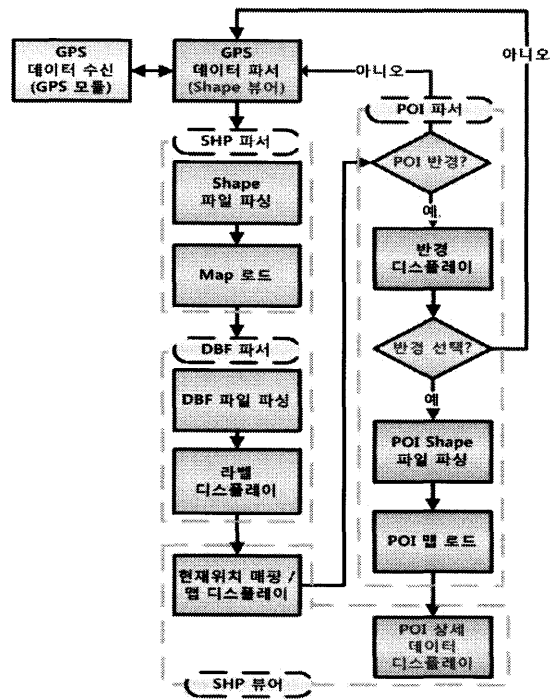 GPS
데이터 수신
(GPS 모듈)
GPS
데이터 파서
(Shape 뷰어)
아니오
아니오
SHP 파서
Shape
파일 파싱
Map 로드
DBF 파서
DBF 파일 파싱
라벨
디스플레이
현재위치 매핑 /
맵 디스플레이
SHP 뷰어
POI 파서
POI 반경?
예.
반경
디스플레이
반경 선택?
예
POI Shape
파일 파싱
POI 맵 로드
POI 상세
데이터
디스플레이